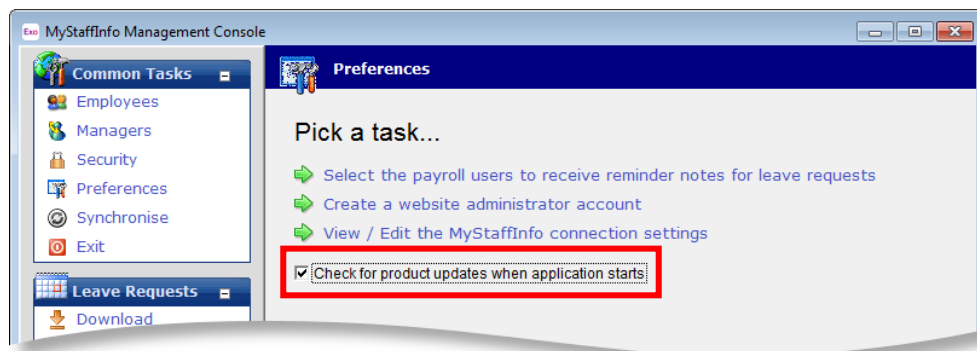 Exo MyStaffInfo Management Console
Common Tasks
Employees
Managers
Security
Preferences
Synchronise
Exit
Leave Requests
Download
Preferences
Pick a task...
Select the payroll users to receive reminder notes for leave requests
Create a website administrator account
View / Edit the MyStaffInfo connection settings
Check for product updates when application starts